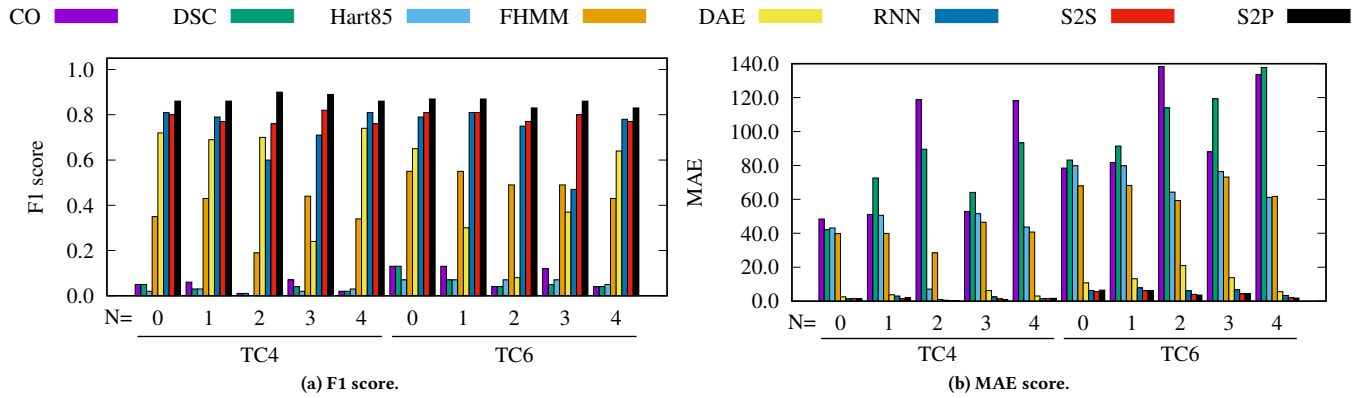 CO DSC Hart85 FHMM DAE RNN S2S S2P
1.0
0.8
0.6
0.4
0.2
0.0
F1 score
N= 0 1 2 3 4 0 1 2 3 4
TC4 TC6
(a) F1 score.
140.0
120.0
100.0
80.0
60.0
40.0
20.0
0.0
MAE
N= 0 1 2 3 4 0 1 2 3 4
TC4 TC6
(b) MAE score.